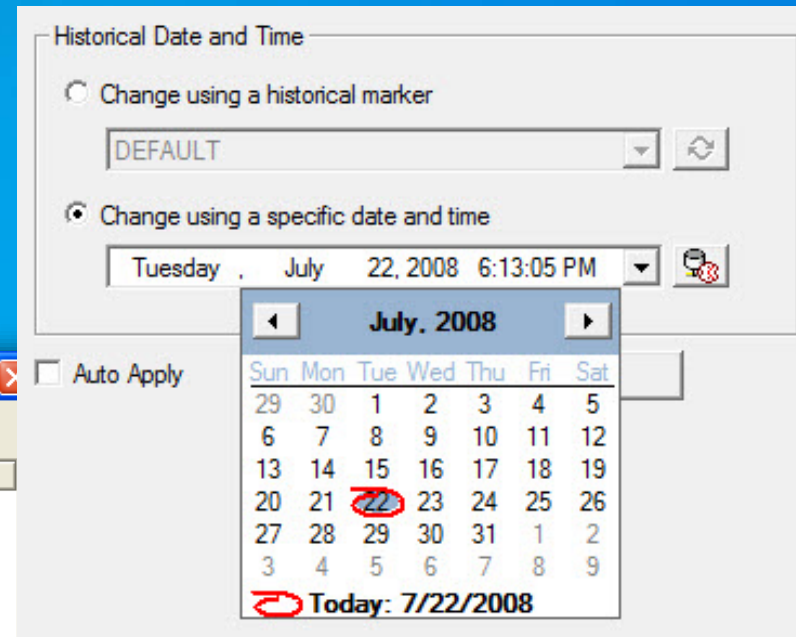 Historical Date and Time
Change using a historical marker
DEFAULT
Change using a specific date and time
Tuesday , July 22, 2008 6:13:05 PM
July, 2008
Auto Apply
Sun Mon Tue Wed Thu Fri Sat
29 30 1 2 3 4 5
6 7 8 9 10 11 12
13 14 15 16 17 18 19
20 21 22 23 24 25 26
27 28 29 30 31 1 2
3 4 5 6 7 8 9
Today: 7/22/2008